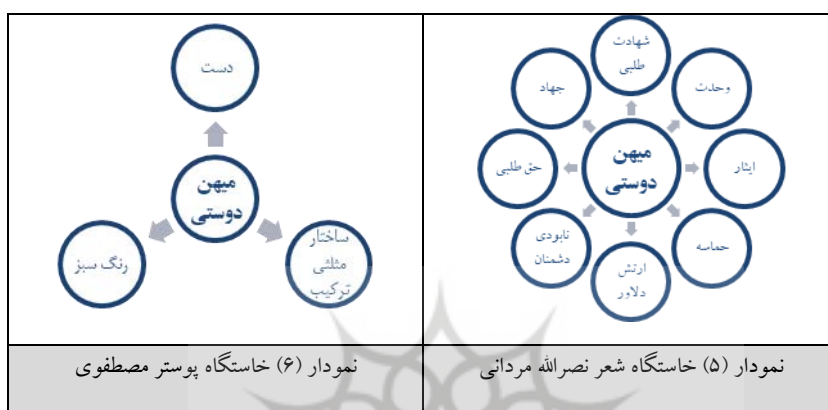 شهادت
طلبی
وحدت
ایثار
حماسه
ارتش
دلاور
نابودی
دشمنان
حق طلبی
جهاد
میهن
دوستی
نمودار (۵) خاستگاه شعر نصرالله مردانی
دست
میهن
دوستی
ساختار
مثلثی
ترکیب
رنگ سبز
نمودار (۶) خاستگاه پوستر مصطفوی